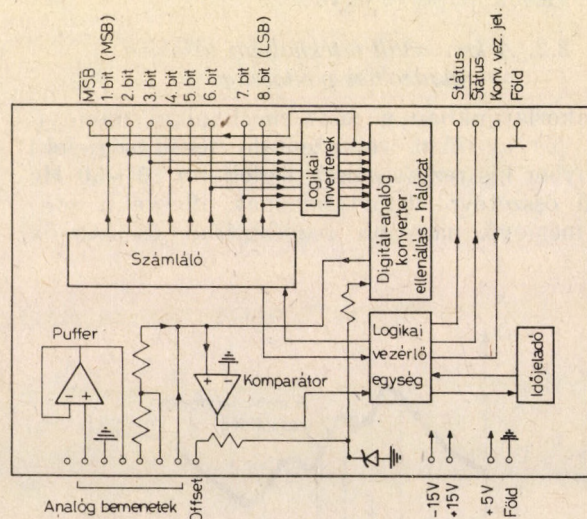 MSB
1. bit (MSB)
2. bit
3. bit
4. bit
5. bit
6. bit
7. bit
8. bit (LSB)
Státus
Státus
Konv. vez. jel.
Föld
Logikai
inverterek
Digitál-analóg
konverter
ellenállás-hálózat
Számláló
Puffer
Komparátor
Logikai
vezérlő
egység
Időjeladó
Analóg bemenetek
Offset
-15V
+15V
+5V
Föld